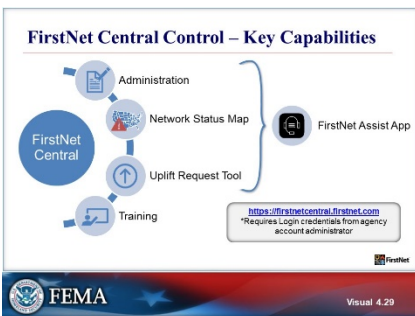 FirstNet Central Control – Key Capabilities
Administration
Network Status Map
FirstNet
Central
FirstNet Assist App
Uplift Request Tool
Training
https://firstnetcentral.firstnet.com
*Requires Login credentials from agency
account administrator
FirstNet
FEMA
Visual 4.29